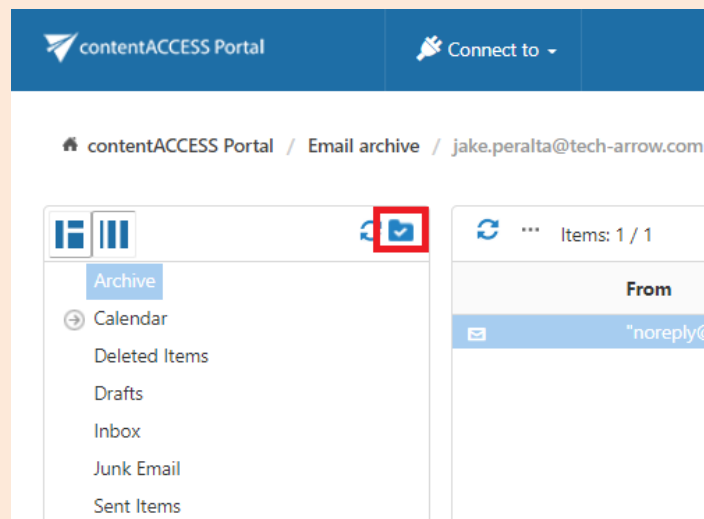 contentACCESS Portal
Connect to
contentACCESS Portal / Email archive / jake.peralta@tech-arrow.com
Items: 1 / 1
From
"noreply@
Archive
Calendar
Deleted Items
Drafts
Inbox
Junk Email
Sent Items